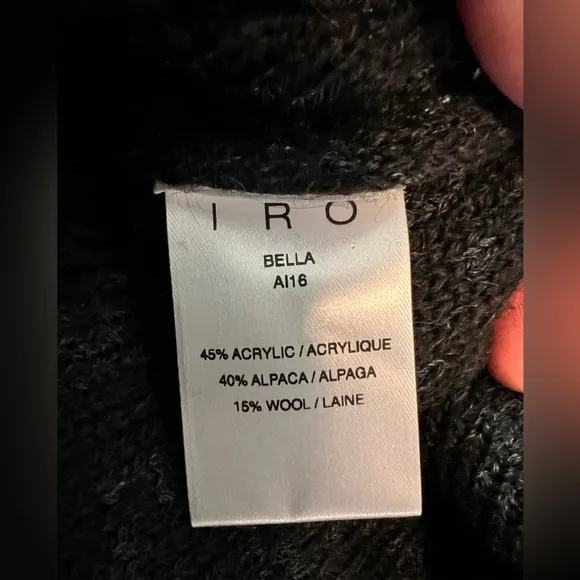 IRO
BELLA
AI16
45% ACRYLIC / ACRYLIQUE
40% ALPACA / ALPAGA
15% WOOL / LAINE